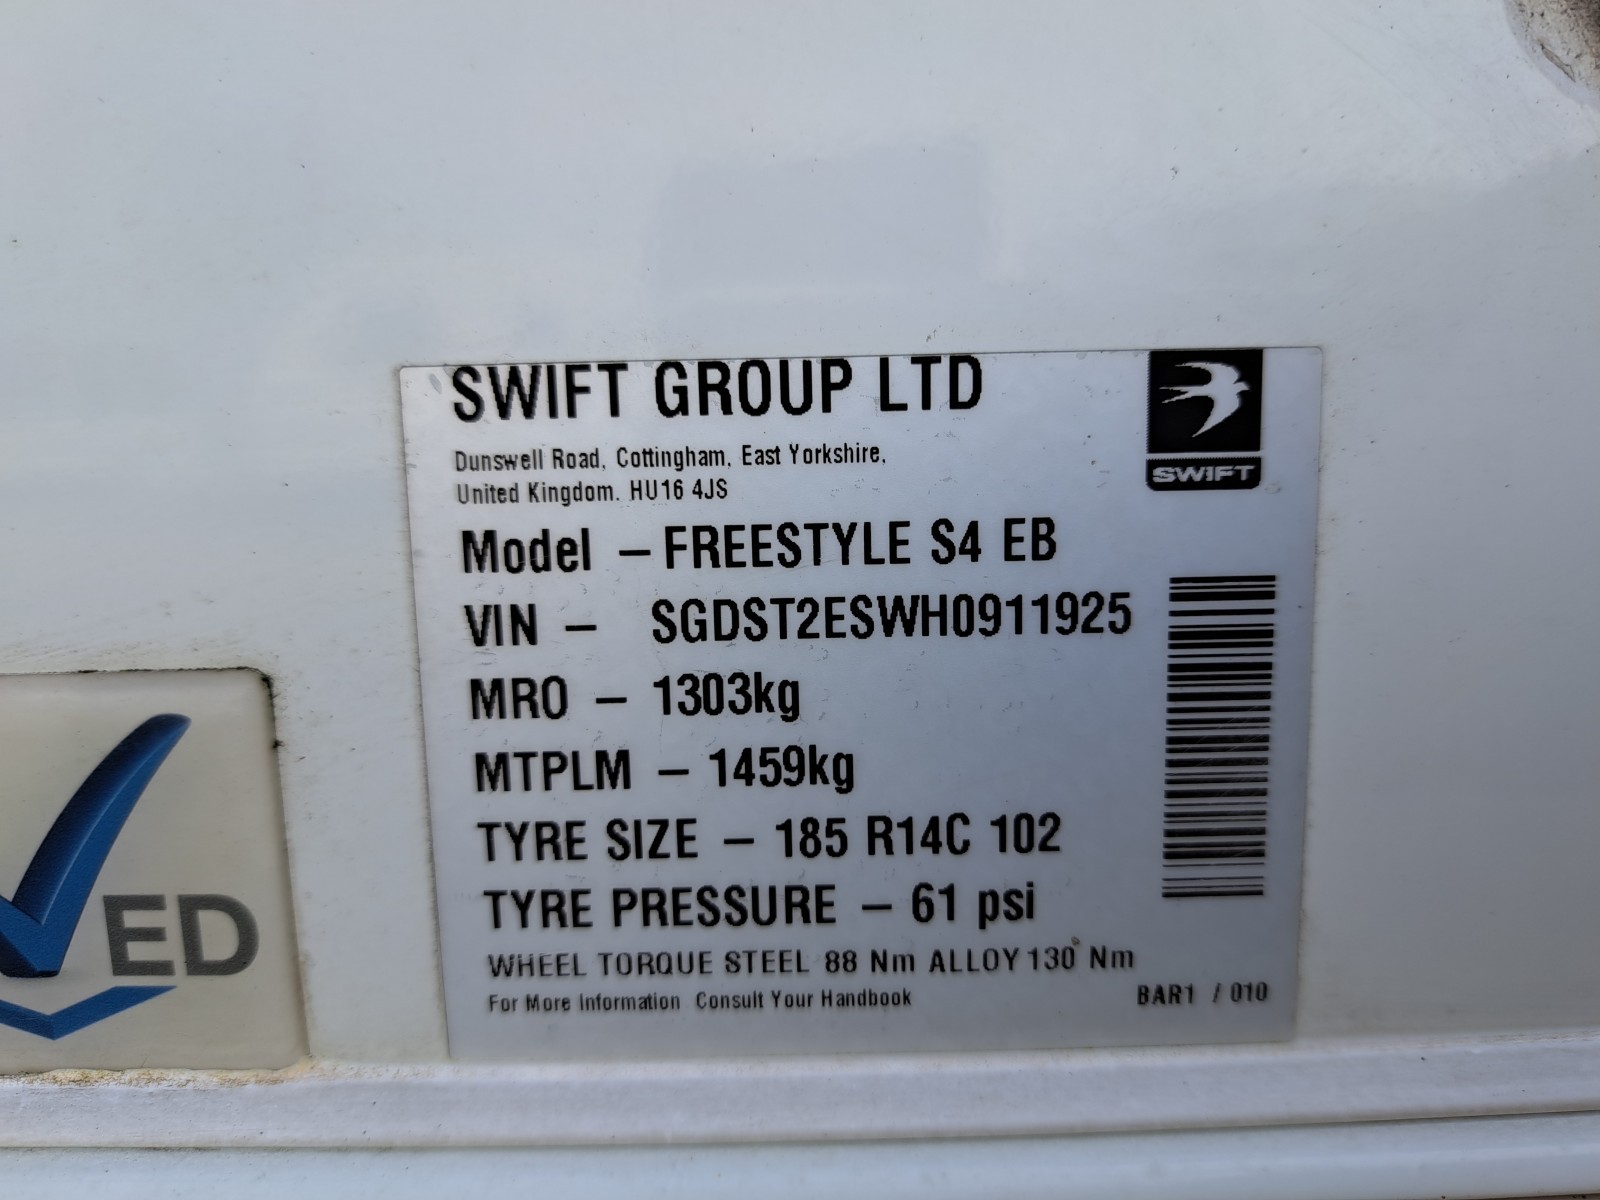 SWIFT GROUP LTD
Dunswell Road, Cottingham, East Yorkshire,
United Kingdom. HU16 4JS
SWIFT
Model – FREESTYLE S4 EB
VIN – SGDST2ESWH0911925
MRO – 1303kg
MTPLM – 1459kg
TYRE SIZE – 185 R14C 102
TYRE PRESSURE – 61 psi
WHEEL TORQUE STEEL 88 Nm ALLOY 130 Nm
For More Information Consult Your Handbook
BAR1 / 010
ED